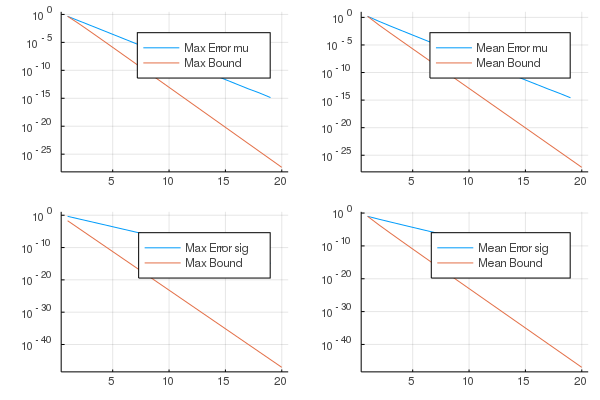 10^0
10^-5
10^-10
10^-15
10^-20
10^-25
Max Error mu
Max Bound
5 10 15 20
10^0
10^-5
10^-10
10^-15
10^-20
10^-25
Mean Error mu
Mean Bound
5 10 15 20
10^0
10^-10
10^-20
10^-30
10^-40
Max Error sig
Max Bound
5 10 15 20
10^0
10^-10
10^-20
10^-30
10^-40
Mean Error sig
Mean Bound
5 10 15 20